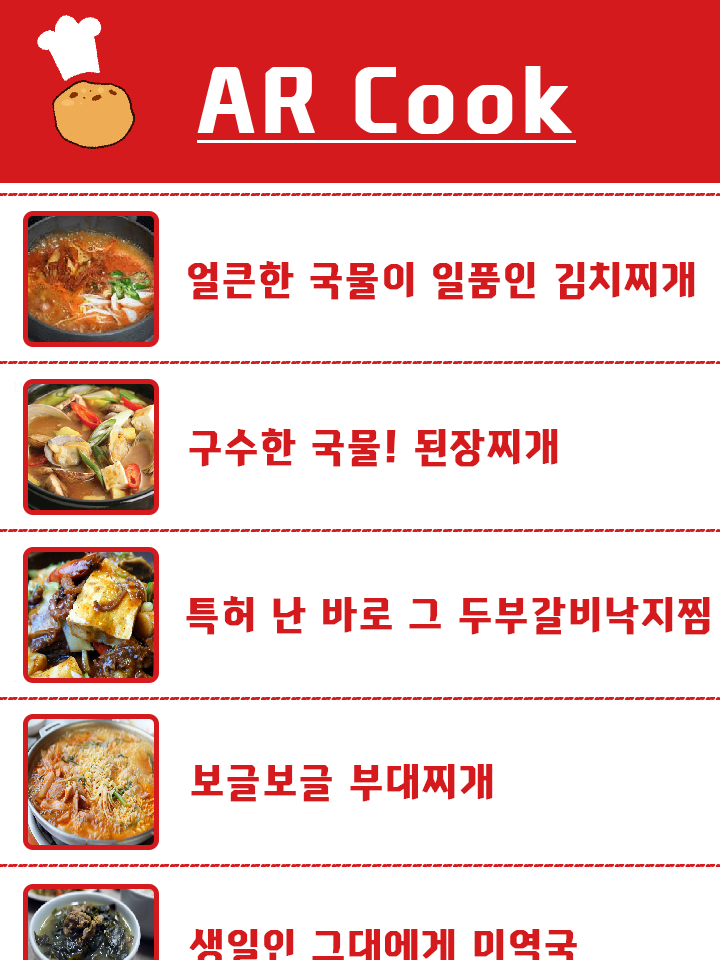 AR Cook
얼큰한 국물이 일품인 김치찌개
구수한 국물! 된장찌개
특허 난 바로 그 두부갈비낙지찜
보글보글 부대찌개
생일인 그대에게 미역국